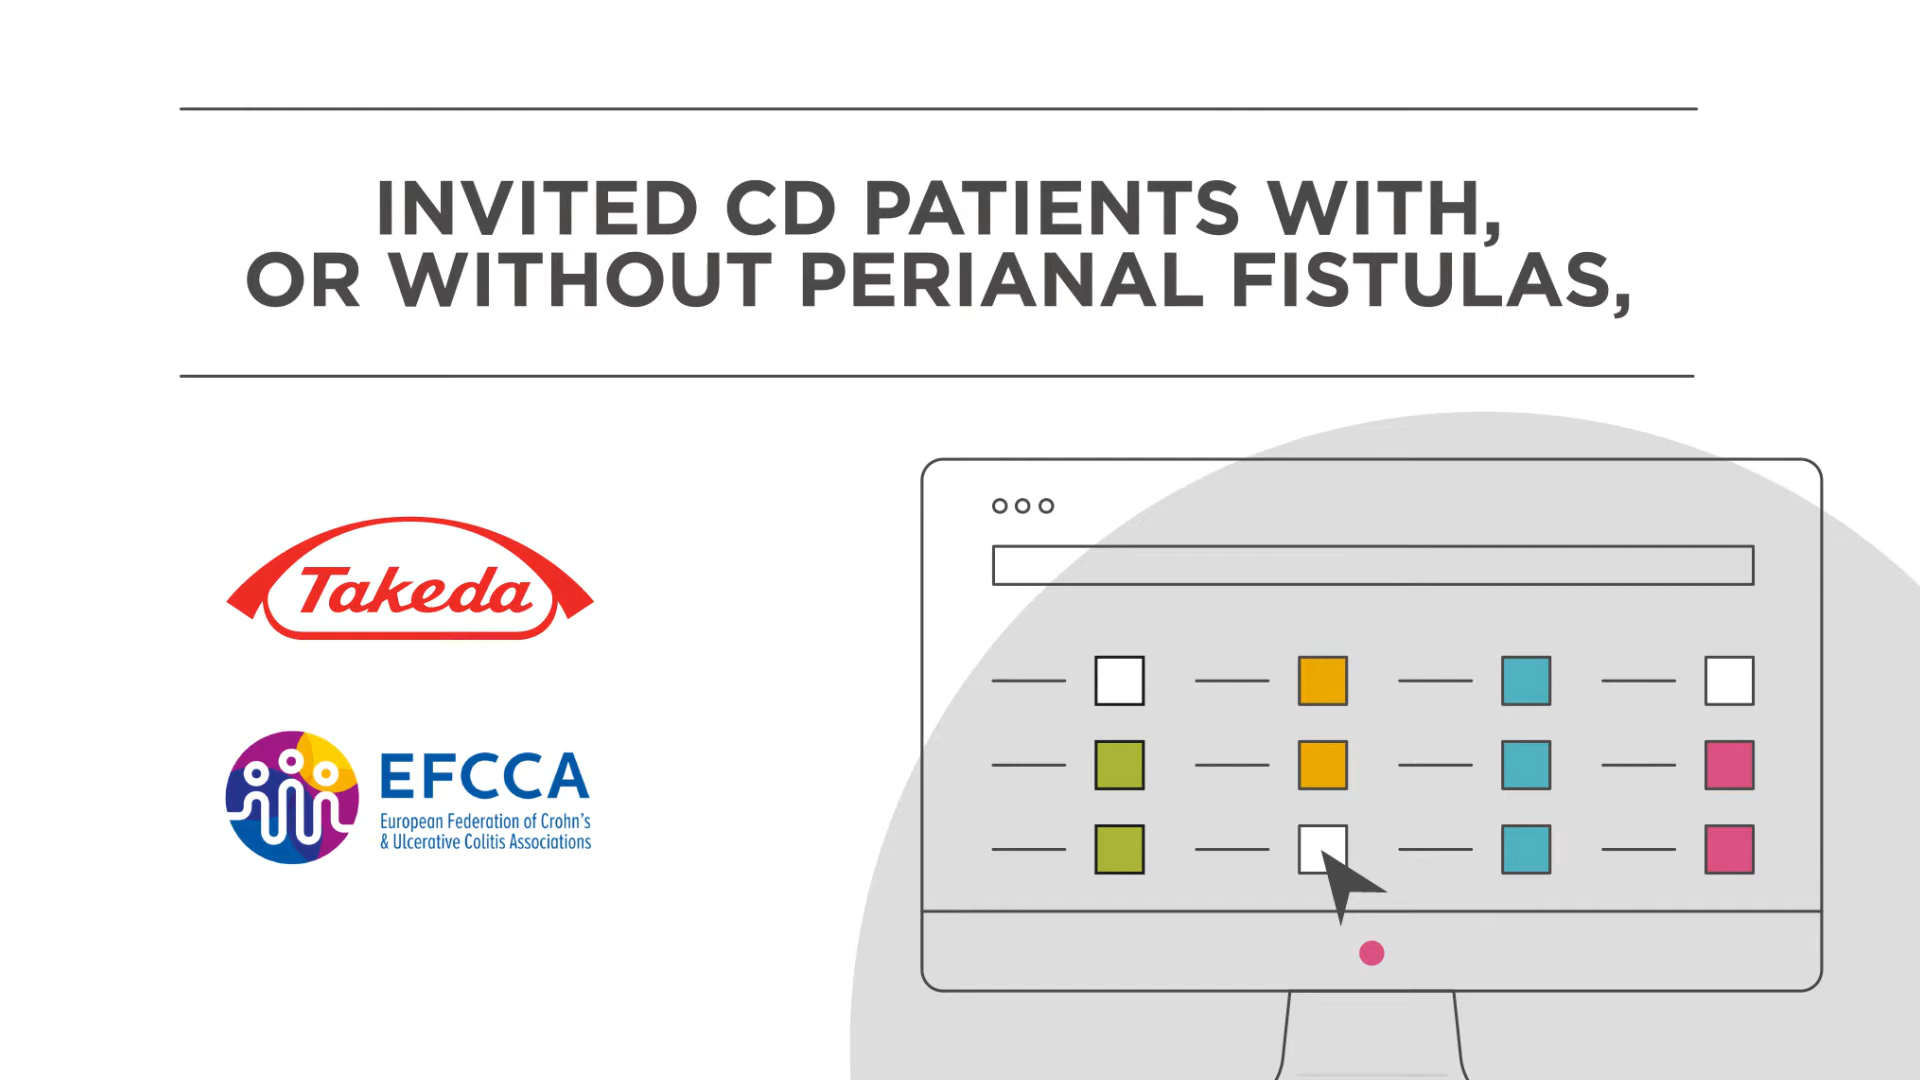 INVITED CD PATIENTS WITH,
OR WITHOUT PERIANAL FISTULAS,
Takeda
EFCCA
European Federation of Crohn's
& Ulcerative Colitis Associations